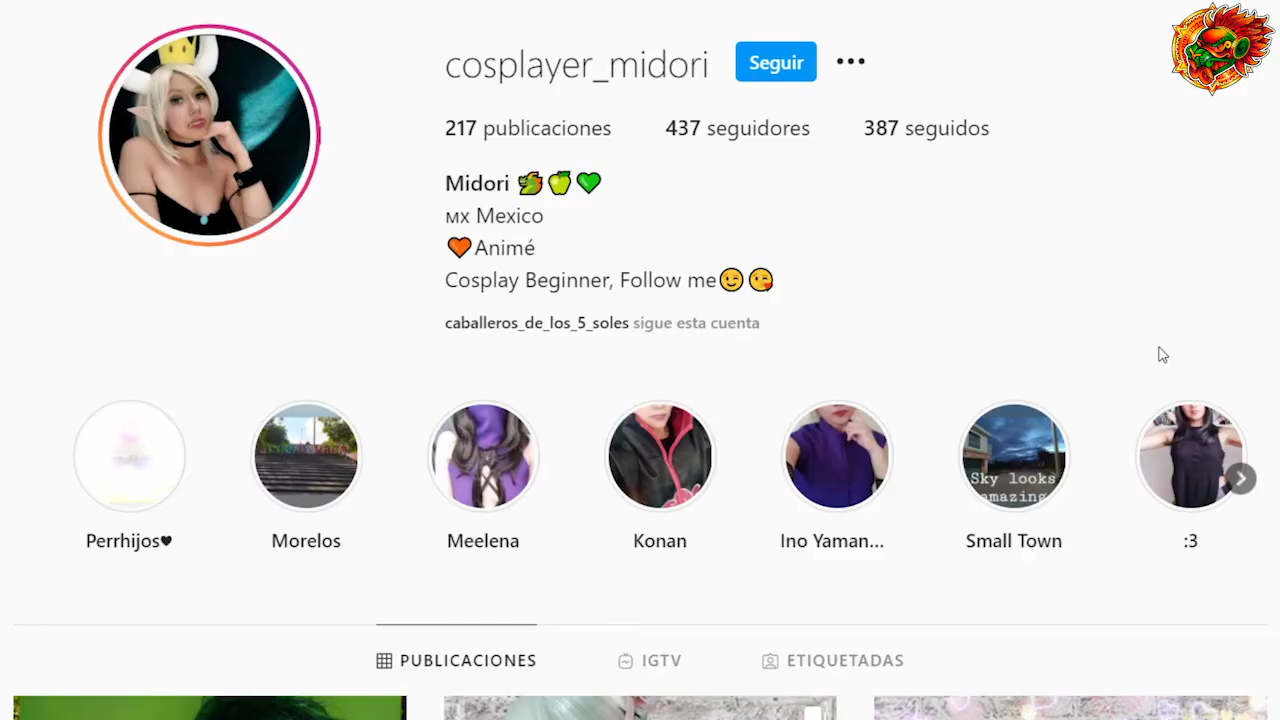 cosplayer_midori Seguir
217 publicaciones 437 seguidores 387 seguidos
Midori 🐲🍏💚
мх Mexico
🧡Animé
Cosplay Beginner, Follow me😉😘
caballeros_de_los_5_soles sigue esta cuenta
Sky looks
amazing
Perrhijos♥ Morelos Meelena Konan Ino Yaman... Small Town :3
PUBLICACIONES IGTV ETIQUETADAS